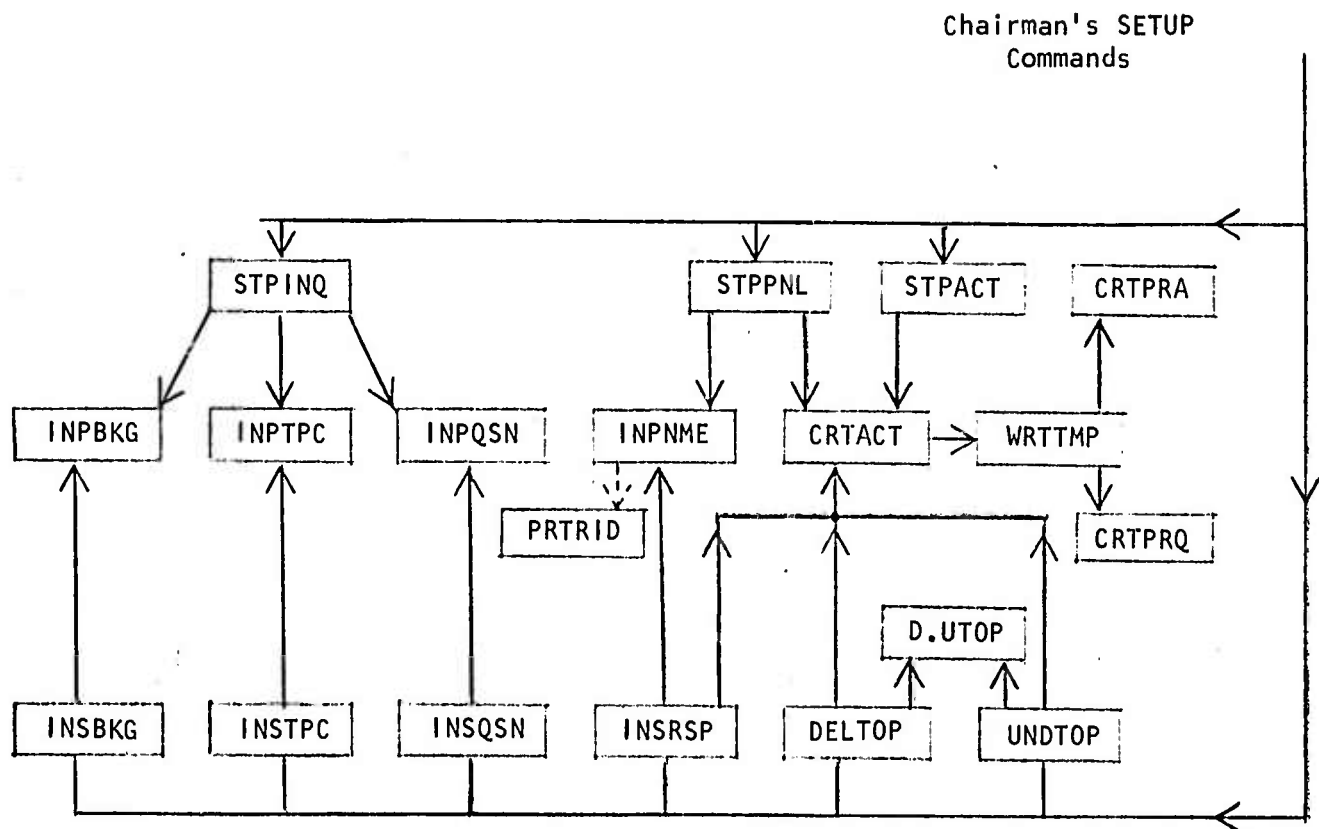 Chairman's SETUP
Commands
STPINQ
STPPNL
STPACT
CRTPRA
INPBKG
INPTPC
INPQSN
INPNME
CRTACT
WRTTMP
PRTRID
CRTPRQ
D.UTOP
INSBKG
INSTPC
INSQSN
INSRSP
DELTOP
UNDTOP